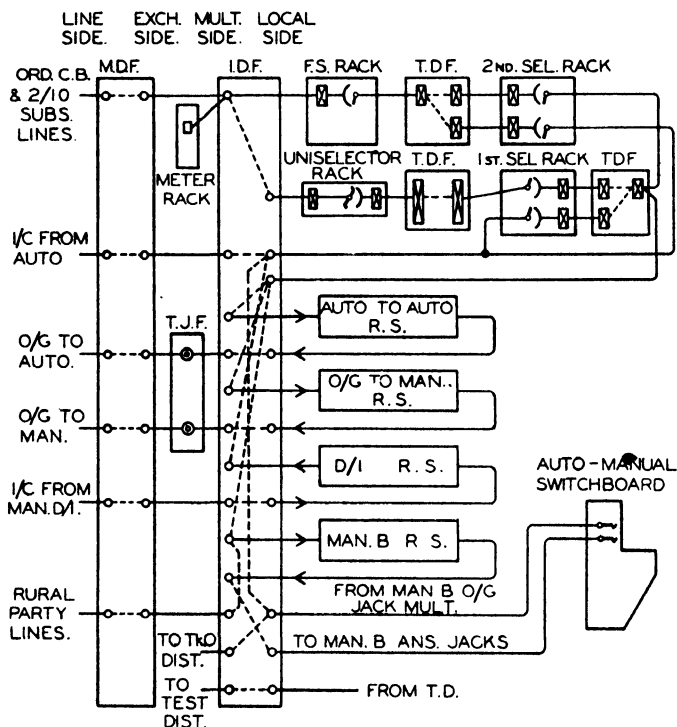 LINE EXCH. MULT. LOCAL
SIDE. SIDE. SIDE. SIDE
M.D.F. I.D.F. F.S. RACK T.D.F. 2ND. SEL. RACK
ORD. C.B.
& 2/10
SUBS.
LINES.
METER
RACK
UNISELECTOR
RACK
T.D.F. 1ST. SEL RACK TDF
I/C FROM
AUTO
T.J.F.
AUTO TO AUTO
R. S.
O/G TO
AUTO.
O/G TO MAN..
R. S.
O/G TO
MAN.
D/I R. S.
AUTO-MANUAL
SWITCHBOARD
I/C FROM
MAN. D/I.
MAN. B R S.
RURAL
PARTY
LINES.
FROM MAN B O/G
JACK MULT.
TO TKO
DIST.
TO MAN. B ANS. JACKS
TO
TEST
DIST.
FROM T.D.